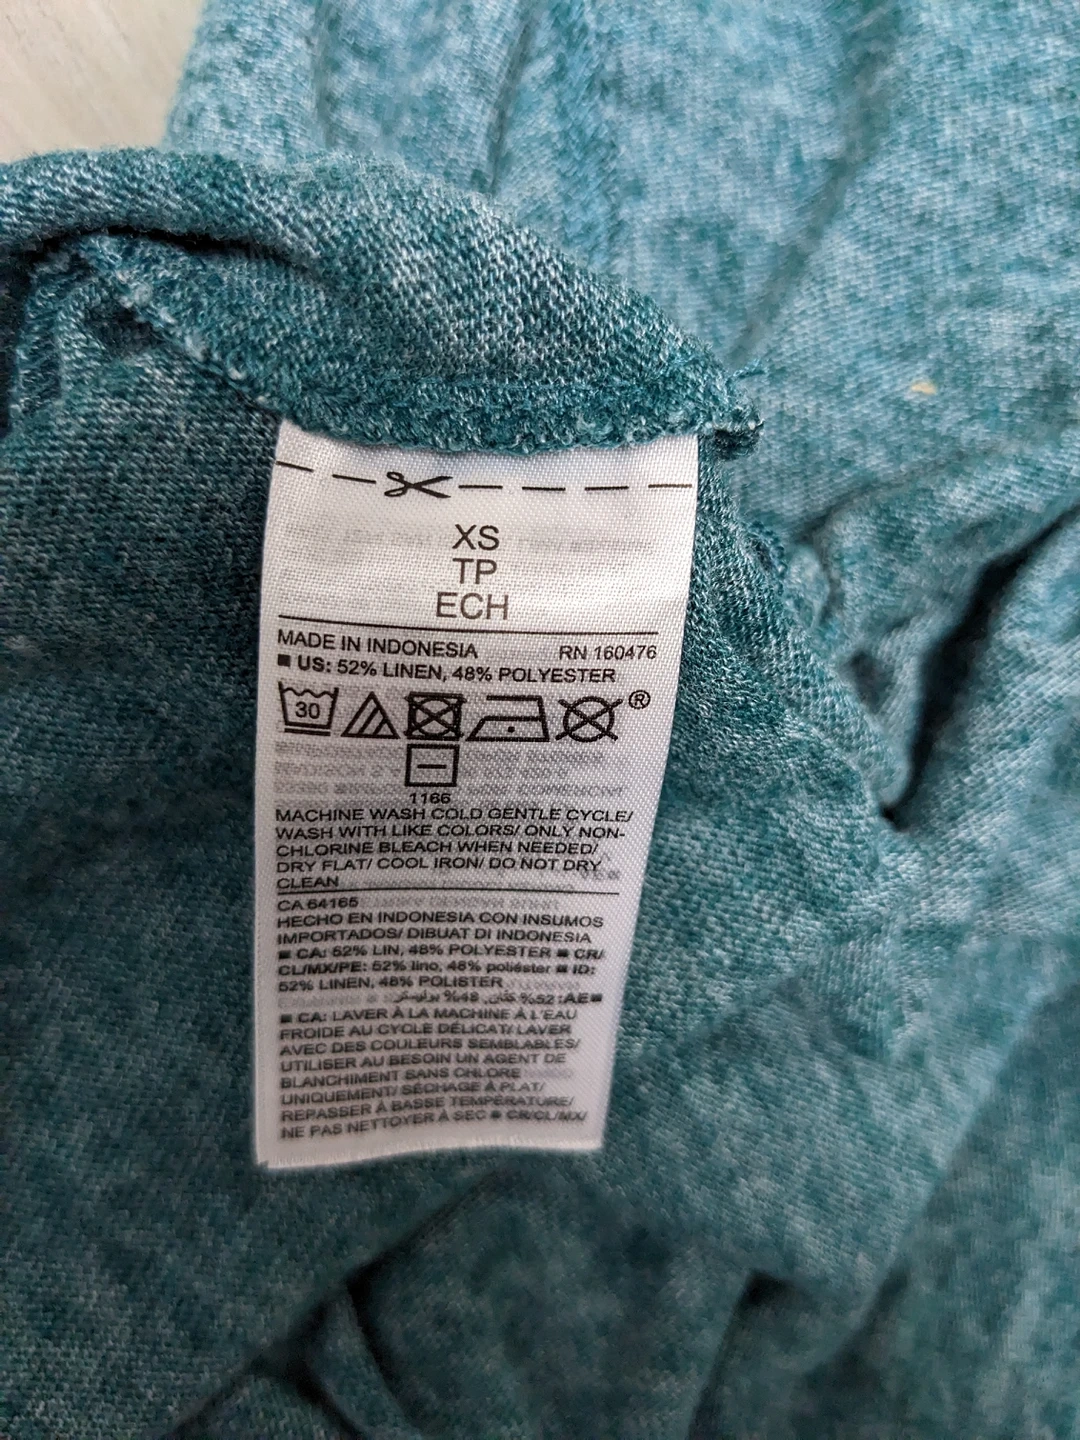 XS
TP
ECH
MADE IN INDONESIA RN 160476
■ US: 52% LINEN, 48% POLYESTER
30 ®
1166
MACHINE WASH COLD GENTLE CYCLE/
WASH WITH LIKE COLORS/ ONLY NON-
CHLORINE BLEACH WHEN NEEDED/
DRY FLAT/ COOL IRON/ DO NOT DRY
CLEAN
CA 64165
HECHO EN INDONESIA CON INSUMOS
IMPORTADOS/ DIBUAT DI INDONESIA
■ CA: 52% LIN, 48% POLYESTER ■ CR/
CL/MX/PE: 52% lino, 48% poliéster ■ ID:
52% LINEN, 48% POLISTER
■ AE: 52% كتان, 48% بوليستر
■ CA: LAVER À LA MACHINE À L'EAU
FROIDE AU CYCLE DÉLICAT/ LAVER
AVEC DES COULEURS SEMBLABLES/
UTILISER AU BESOIN UN AGENT DE
BLANCHIMENT SANS CHLORE
UNIQUEMENT/ SÉCHAGE À PLAT/
REPASSER À BASSE TEMPÉRATURE/
NE PAS NETTOYER À SEC ■ CR/CL/MX/